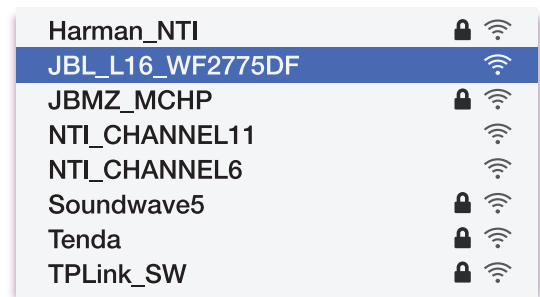 Harman_NTI
JBL_L16_WF2775DF
JBMZ_MCHP
NTI_CHANNEL11
NTI_CHANNEL6
Soundwave5
Tenda
TPLink_SW